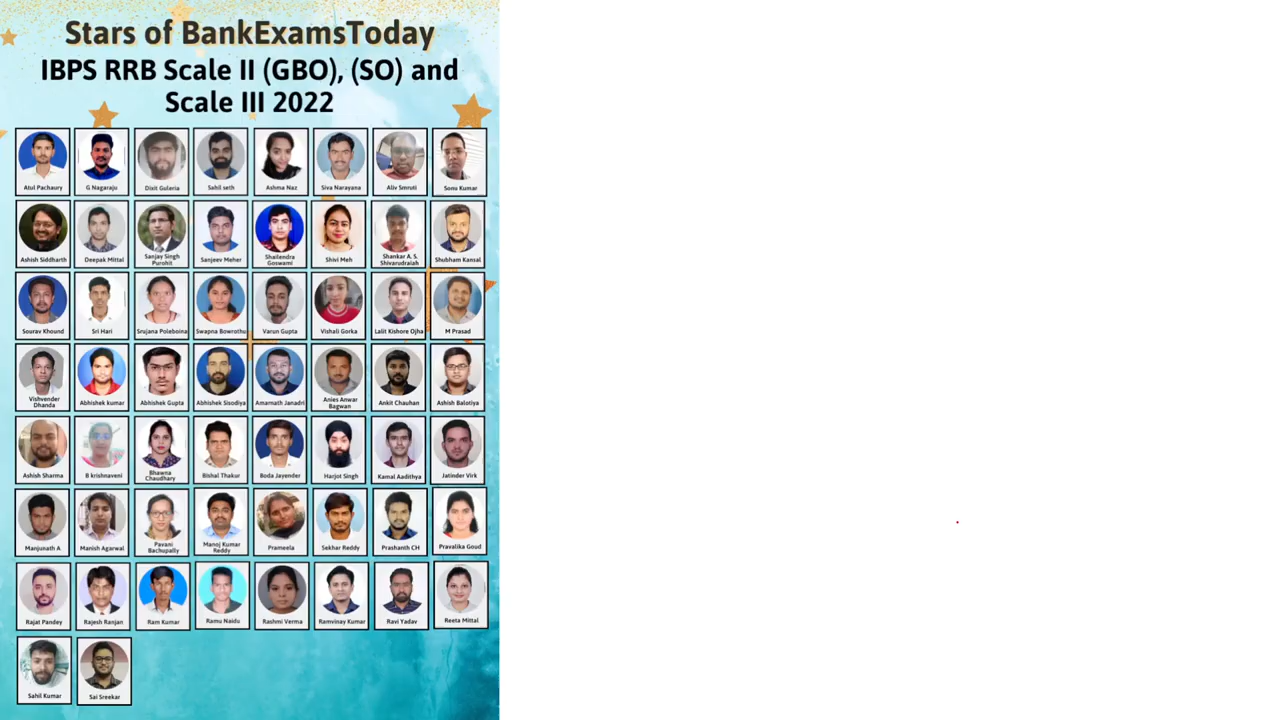 Stars of BankExamsToday
IBPS RRB Scale II (GBO), (SO) and
Scale III 2022
Atul Pachaury
G Nagaraju
Dixit Guleria
Sahil seth
Ashma Naz
Siva Narayana
Aliv Smruti
Sonu Kumar
Ashish Siddharth
Deepak Mittal
Sanjay Singh
Purohit
Sanjeev Meher
Shailendra
Goswami
Shivi Meh
Shankar A. S.
Shivarudraiah
Shubham Kansal
Sourav Khound
Sri Hari
Srujana Poleboina
Swapna Bowrothu
Varun Gupta
Vishali Gorka
Lalit Kishore Ojha
M Prasad
Vishvender
Dhanda
Abhishek kumar
Abhishek Gupta
Abhishek Sisodiya
Amarnath Janadri
Anies Anwar
Bagwan
Ankit Chauhan
Ashish Balotiya
Ashish Sharma
B krishnaveni
Bhawna
Chaudhary
Bishal Thakur
Boda Jayender
Harjot Singh
Kamal Aadithya
Jatinder Virk
Manjunath A
Manish Agarwal
Pavani
Bachupally
Manoj Kumar
Reddy
Prameela
Sekhar Reddy
Prashanth CH
Pravalika Goud
Rajat Pandey
Rajesh Ranjan
Ram Kumar
Ramu Naidu
Rashmi Verma
Ramvinay Kumar
Ravi Yadav
Reeta Mittal
Sahil Kumar
Sai Sreekar